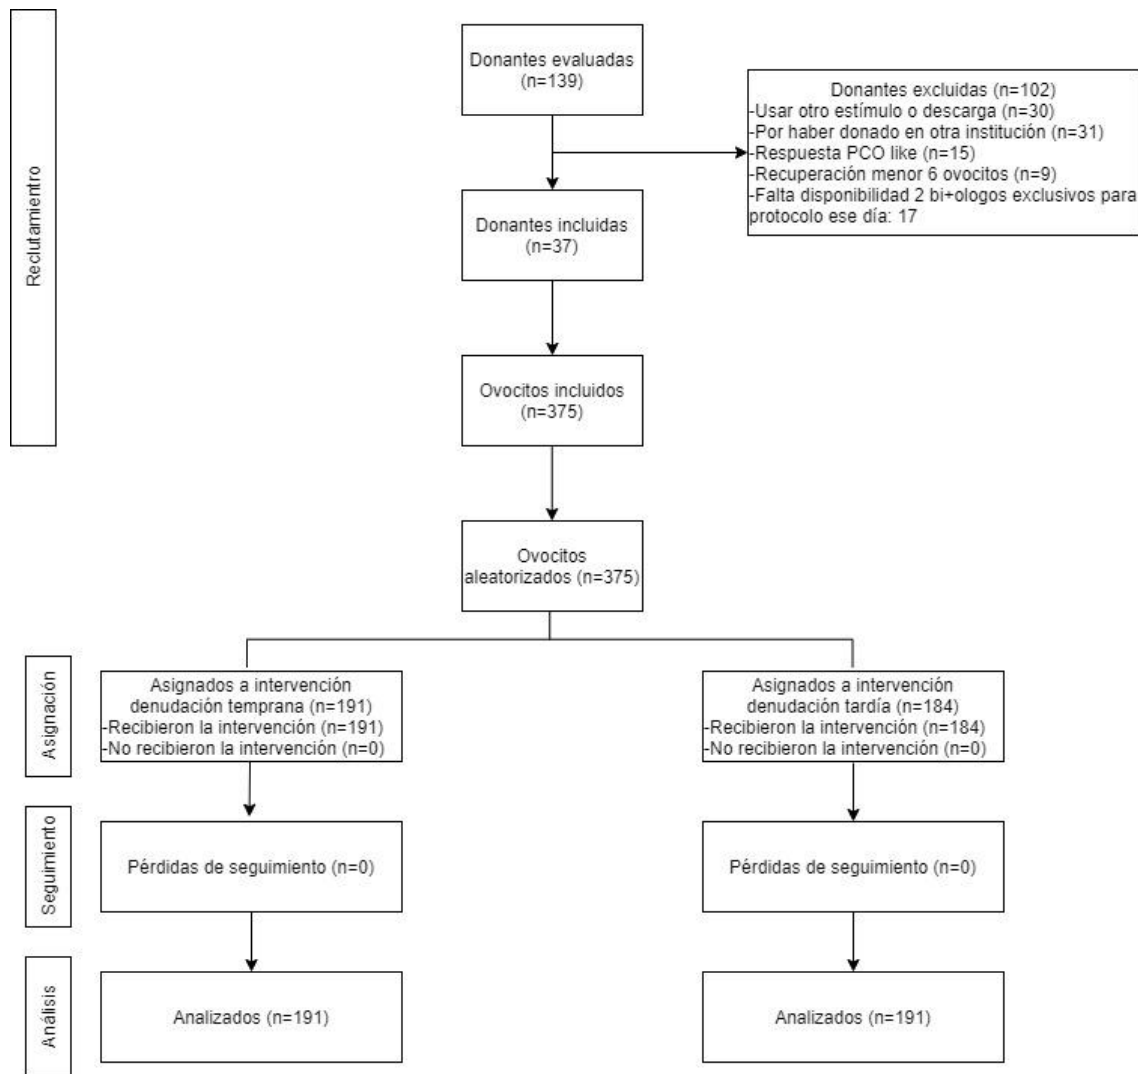 Reclutamientro
Donantes evaluadas
(n=139)
Donantes excluidas (n=102)
-Usar otro estímulo o descarga (n=30)
-Por haber donado en otra institución (n=31)
-Respuesta PCO like (n=15)
-Recuperación menor 6 ovocitos (n=9)
-Falta disponibilidad 2 bi+ologos exclusivos para
protocolo ese día: 17
Donantes incluidas
(n=37)
Ovocitos incluidos
(n=375)
Ovocitos
aleatorizados (n=375)
Asignación
Asignados a intervención
denudación temprana (n=191)
-Recibieron la intervención (n=191)
-No recibieron la intervención (n=0)
Asignados a intervención
denudación tardía (n=184)
-Recibieron la intervención (n=184)
-No recibieron la intervención (n=0)
Seguimiento
Pérdidas de seguimiento (n=0)
Pérdidas de seguimiento (n=0)
Análisis
Analizados (n=191)
Analizados (n=191)